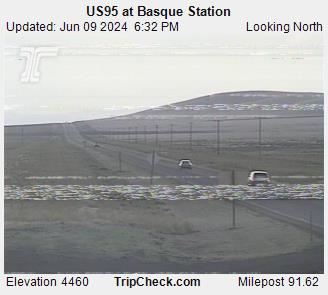 US95 at Basque Station
Updated: Jun 09 2024 6:32 PM Looking North
Elevation 4460 TripCheck.com Milepost 91.62